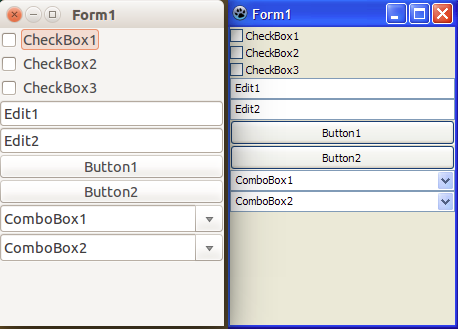 Form1
CheckBox1
CheckBox2
CheckBox3
Edit1
Edit2
Button1
Button2
ComboBox1
ComboBox2
Form1
CheckBox1
CheckBox2
CheckBox3
Edit1
Edit2
Button1
Button2
ComboBox1
ComboBox2